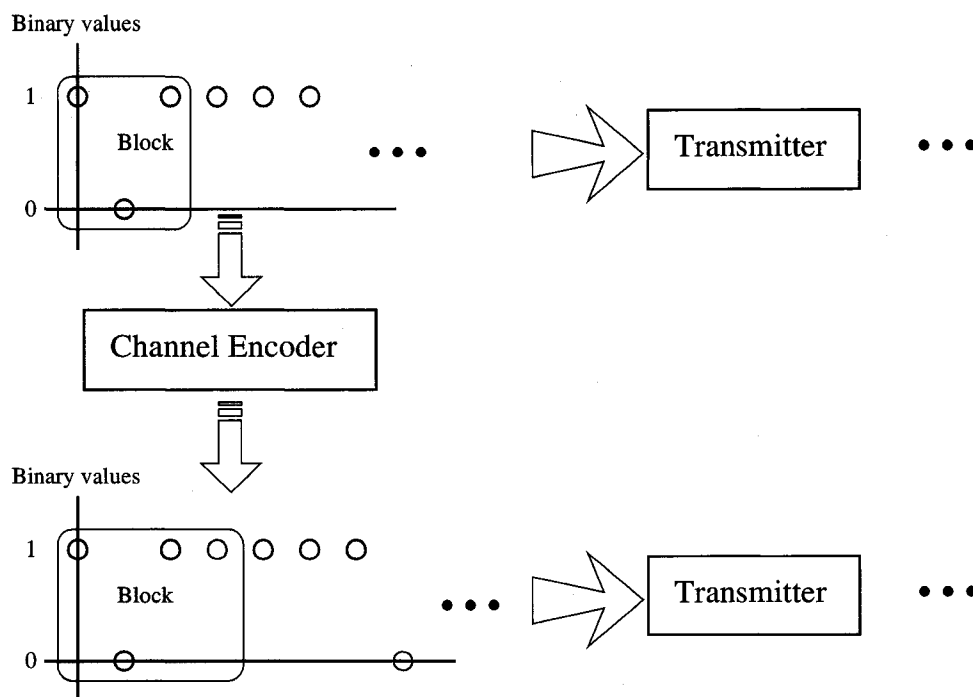 Binary values
1
Block
Transmitter
0
Channel Encoder
Binary values
1
Block
Transmitter
0